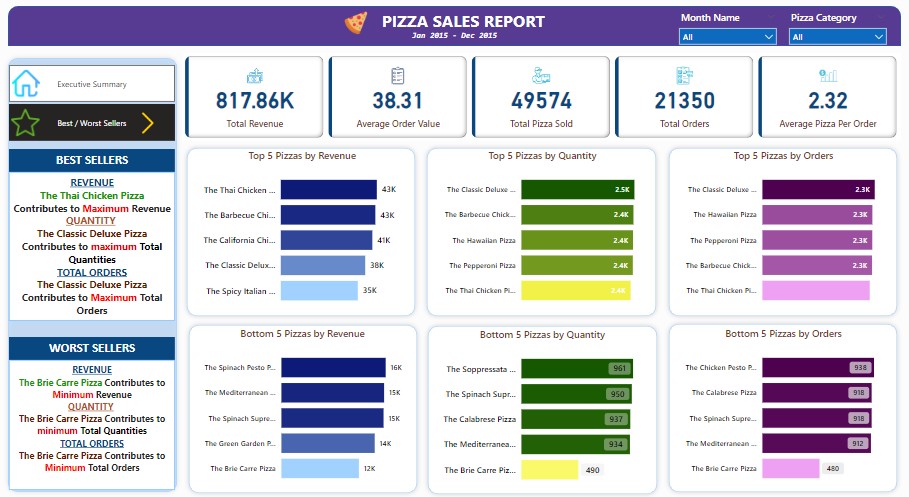 PIZZA SALES REPORT
Jan 2015 - Dec 2015
Month Name
All
Pizza Category
All
Executive Summary
Best / Worst Sellers
BEST SELLERS
REVENUE
The Thai Chicken Pizza
Contributes to Maximum Revenue
QUANTITY
The Classic Deluxe Pizza
Contributes to maximum Total
Quantities
TOTAL ORDERS
The Classic Deluxe Pizza
Contributes to Maximum Total
Orders
WORST SELLERS
REVENUE
The Brie Carre Pizza Contributes to
Minimum Revenue
QUANTITY
The Brie Carre Pizza Contributes to
minimum Total Quantities
TOTAL ORDERS
The Brie Carre Pizza Contributes to
Minimum Total Orders
817.86K
Total Revenue
38.31
Average Order Value
49574
Total Pizza Sold
21350
Total Orders
2.32
Average Pizza Per Order
Top 5 Pizzas by Revenue
The Thai Chicken ... 43K
The Barbecue Chi... 43K
The California Chi... 41K
The Classic Delux... 38K
The Spicy Italian ... 35K
Top 5 Pizzas by Quantity
The Classic Deluxe ... 2.5K
The Barbecue Chick... 2.4K
The Hawaiian Pizza 2.4K
The Pepperoni Pizza 2.4K
The Thai Chicken Pi... 2.4K
Top 5 Pizzas by Orders
The Classic Deluxe ... 2.3K
The Hawaiian Pizza 2.3K
The Pepperoni Pizza 2.3K
The Barbecue Chick... 2.3K
The Thai Chicken Pi...
Bottom 5 Pizzas by Revenue
The Spinach Pesto P... 16K
The Mediterranean ... 15K
The Spinach Supre... 15K
The Green Garden P... 14K
The Brie Carre Pizza 12K
Bottom 5 Pizzas by Quantity
The Soppressata ... 961
The Spinach Supr... 950
The Calabrese Pizza 937
The Mediterranea... 934
The Brie Carre Piz... 490
Bottom 5 Pizzas by Orders
The Chicken Pesto P... 938
The Calabrese Pizza 918
The Spinach Supre... 918
The Mediterranean ... 912
The Brie Carre Pizza 480